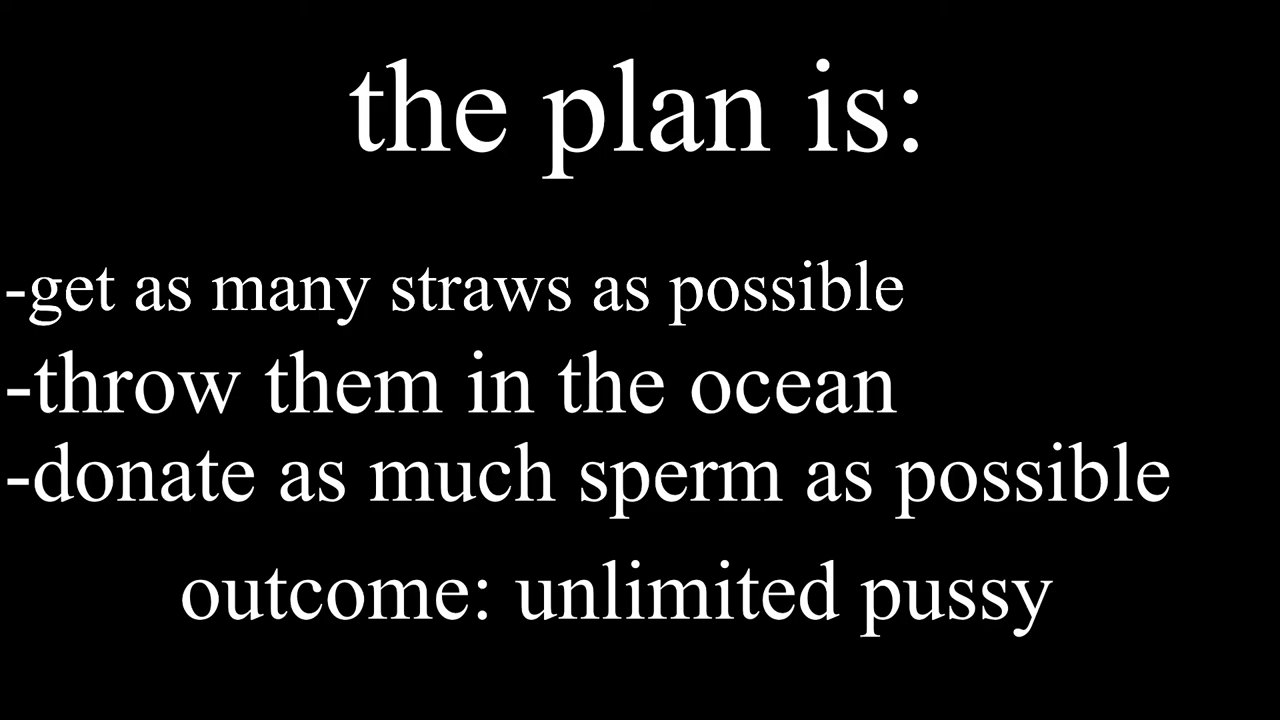 the plan is:
-get as many straws as possible
-throw them in the ocean
-donate as much sperm as possible
outcome: unlimited pussy